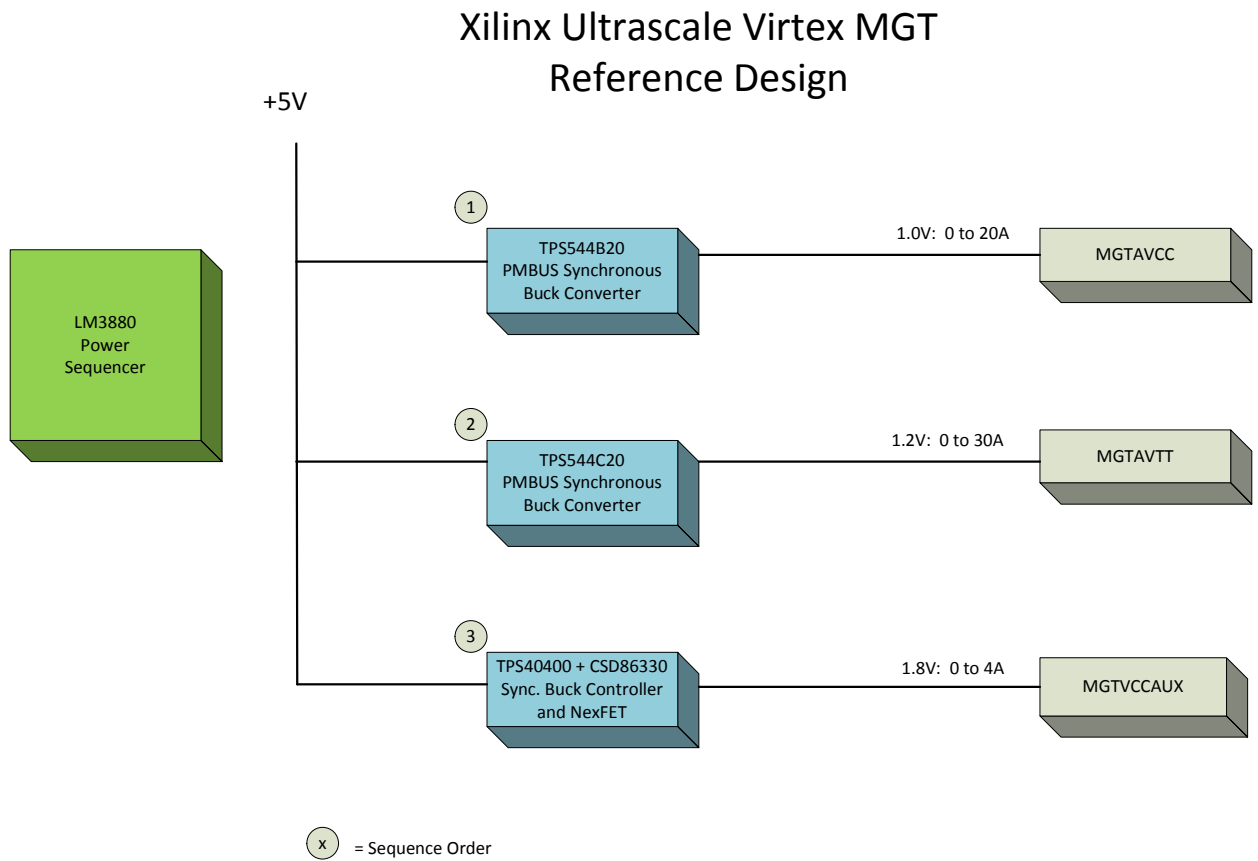 Xilinx Ultrascale Virtex MGT
Reference Design
+5V
LM3880
Power
Sequencer
1
TPS544B20
PMBUS Synchronous
Buck Converter
1.0V:  0 to 20A
MGTAVCC
2
TPS544C20
PMBUS Synchronous
Buck Converter
1.2V:  0 to 30A
MGTAVTT
3
TPS40400 + CSD86330
Sync. Buck Controller
and NexFET
1.8V:  0 to 4A
MGTVCCAUX
x = Sequence Order